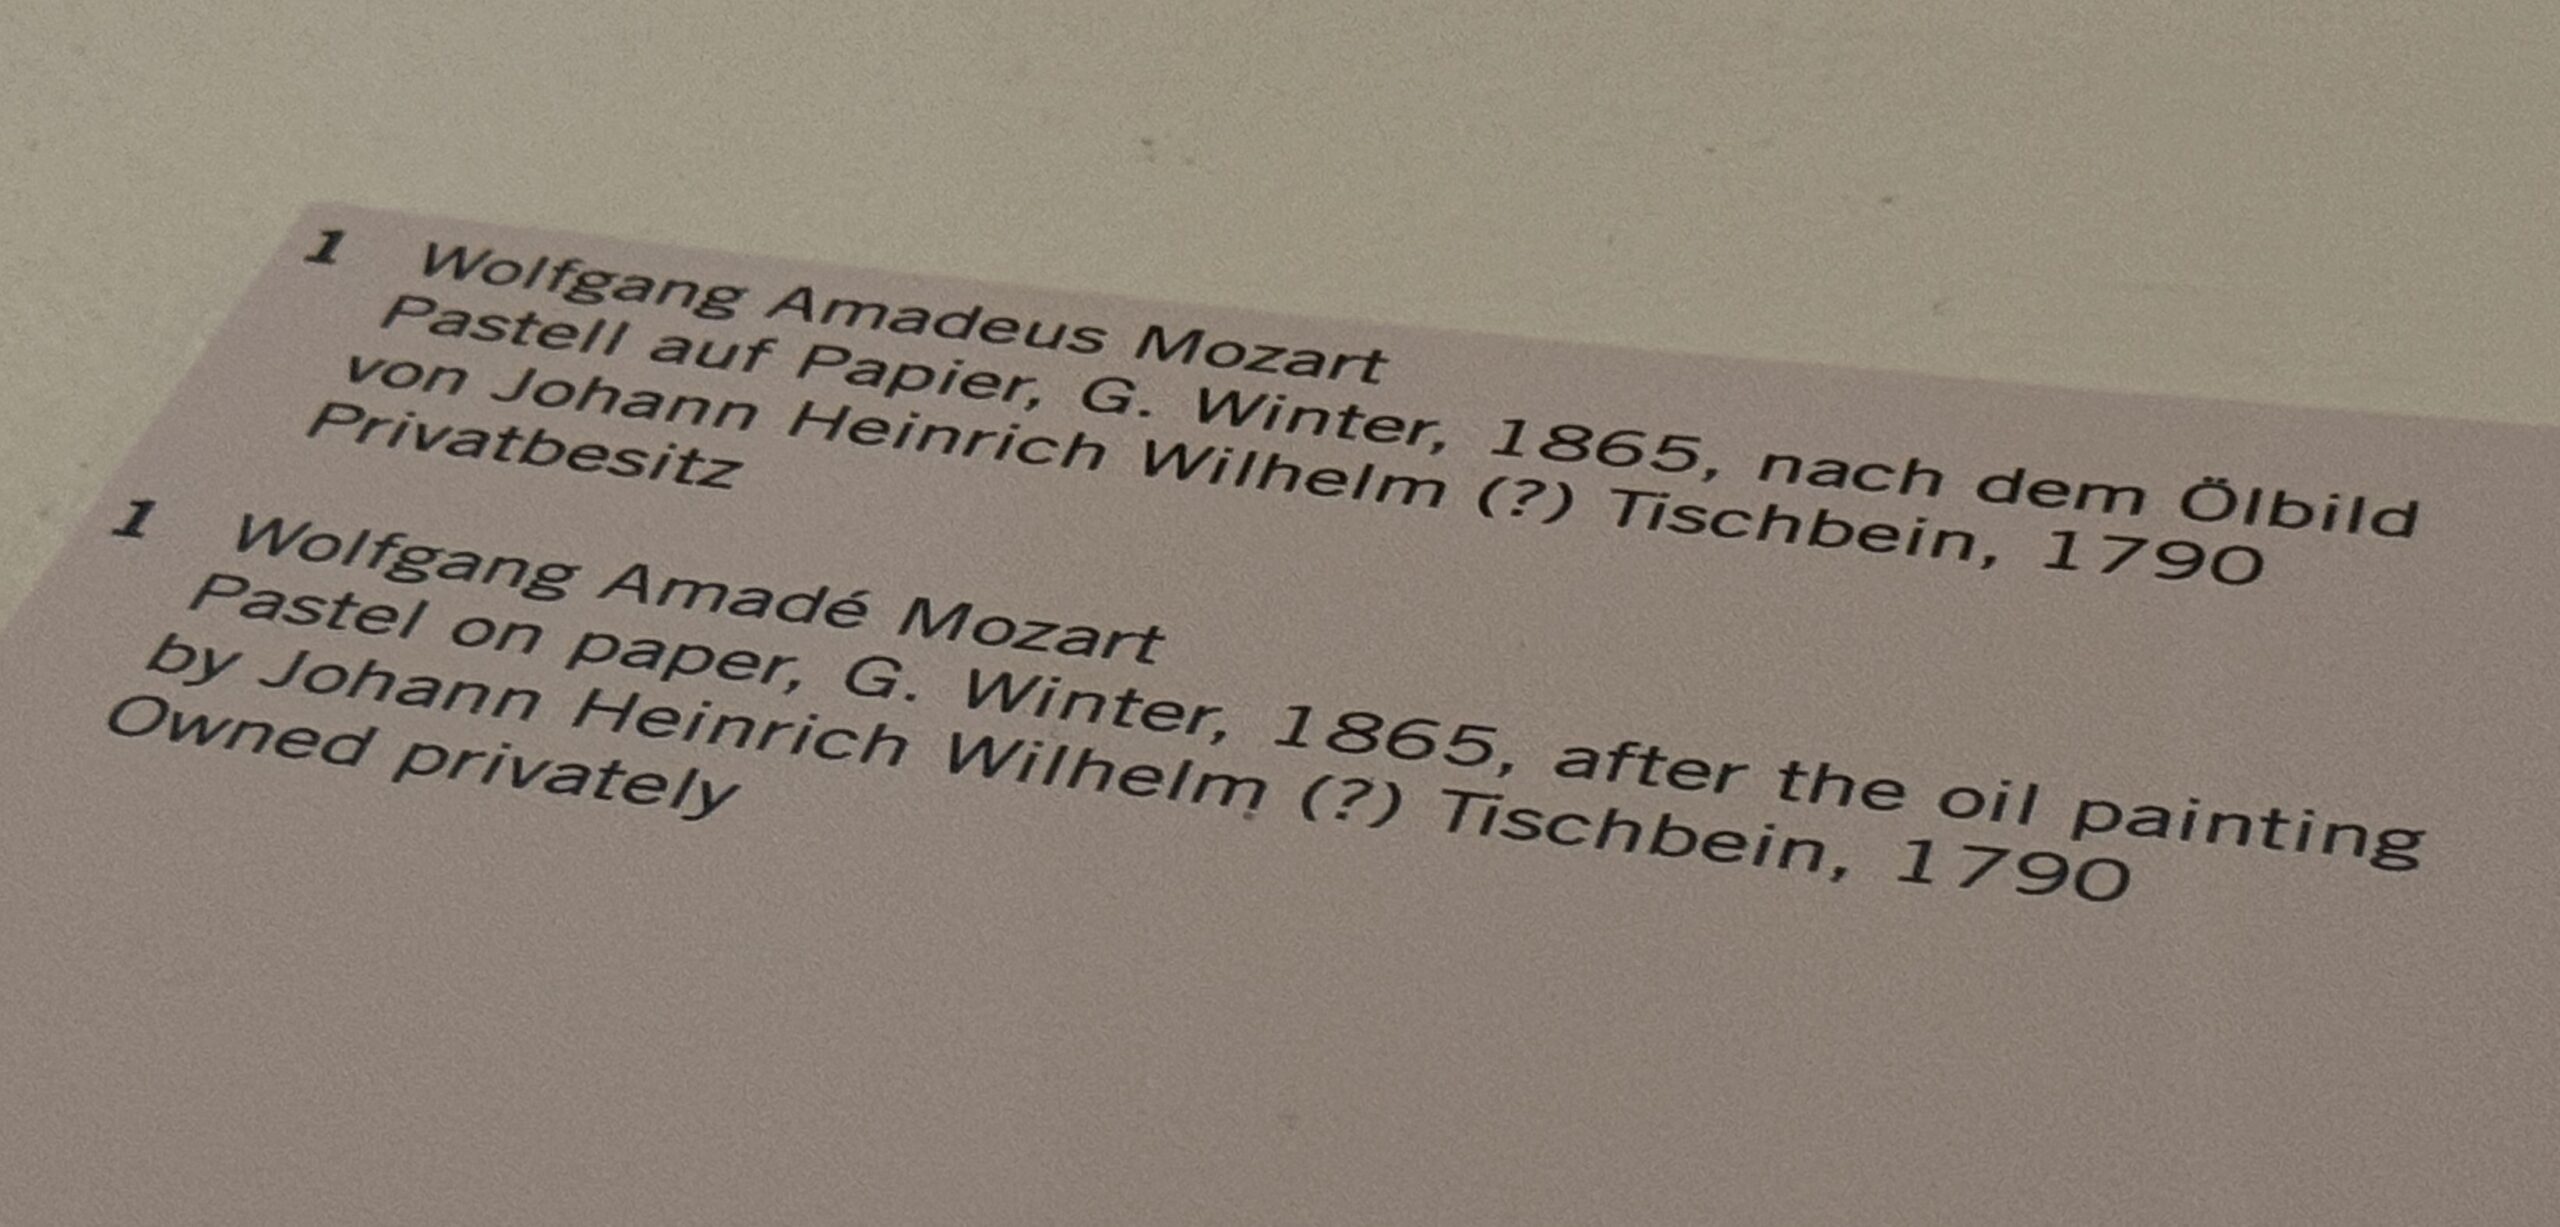 1 Wolfgang Amadeus Mozart
Pastell auf Papier, G. Winter, 1865, nach dem Ölbild
von Johann Heinrich Wilhelm (?) Tischbein, 1790
Privatbesitz
1 Wolfgang Amadé Mozart
Pastel on paper, G. Winter, 1865, after the oil painting
by Johann Heinrich Wilhelm (?) Tischbein, 1790
Owned privately